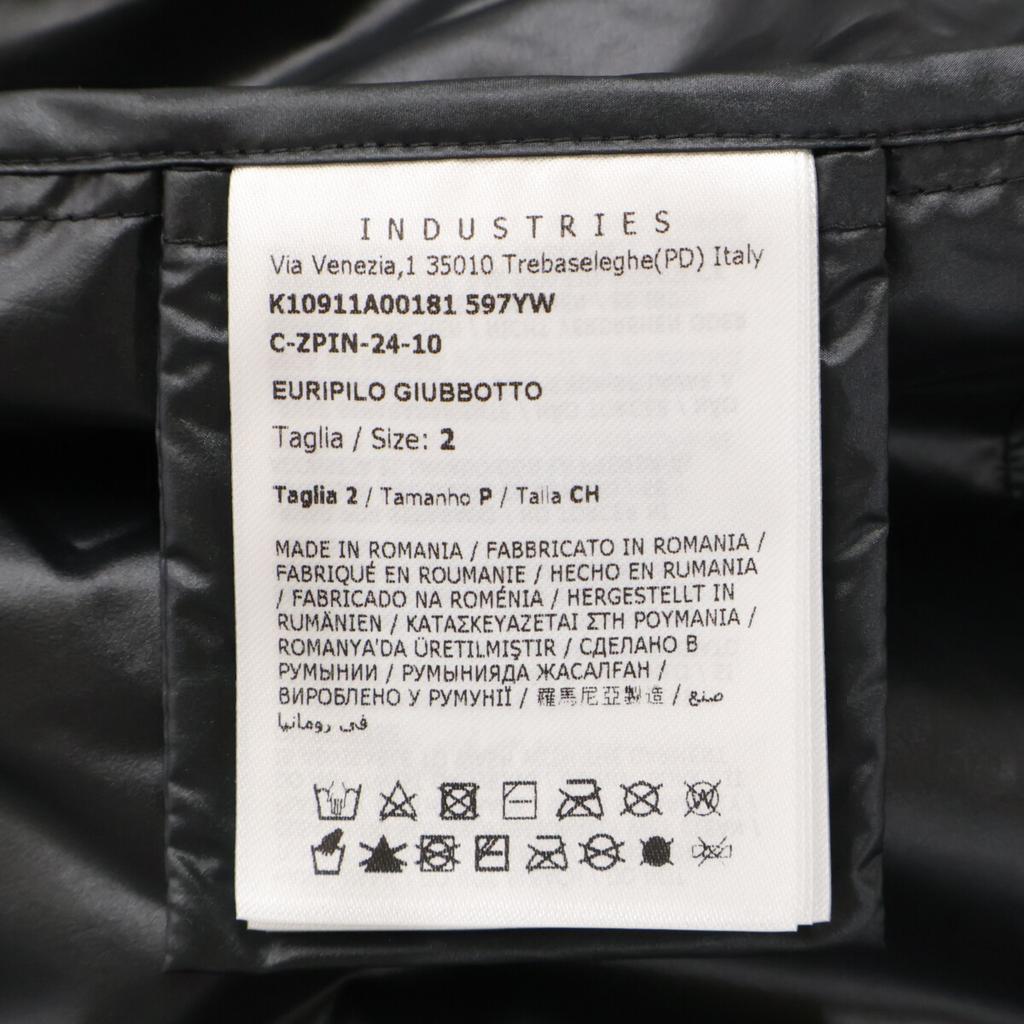 INDUSTRIES
Via Venezia,1 35010 Trebaseleghe(PD) Italy
K10911A00181 597YW
C-ZPIN-24-10
EURIPILO GIUBBOTTO
Taglia / Size: 2
Taglia 2 / Tamanho P / Talla CH
MADE IN ROMANIA / FABBRICATO IN ROMANIA /
FABRIQUÉ EN ROUMANIE / HECHO EN RUMANIA
/ FABRICADO NA ROMÉNIA / HERGESTELLT IN
RUMÄNIEN / ΚΑΤΑΣΚΕΥΑΖΕΤΑΙ ΣΤΗ ΡΟΥΜΑΝΙΑ /
ROMANYA'DA ÜRETILMIŞTIR / СДЕЛАНО В
РУМЫНИИ / РУМЫНИЯДА ЖАСАЛҒАН /
ВИРОБЛЕНО У РУМУНІЇ / 羅馬尼亞製造 / صنع
في رومانيا